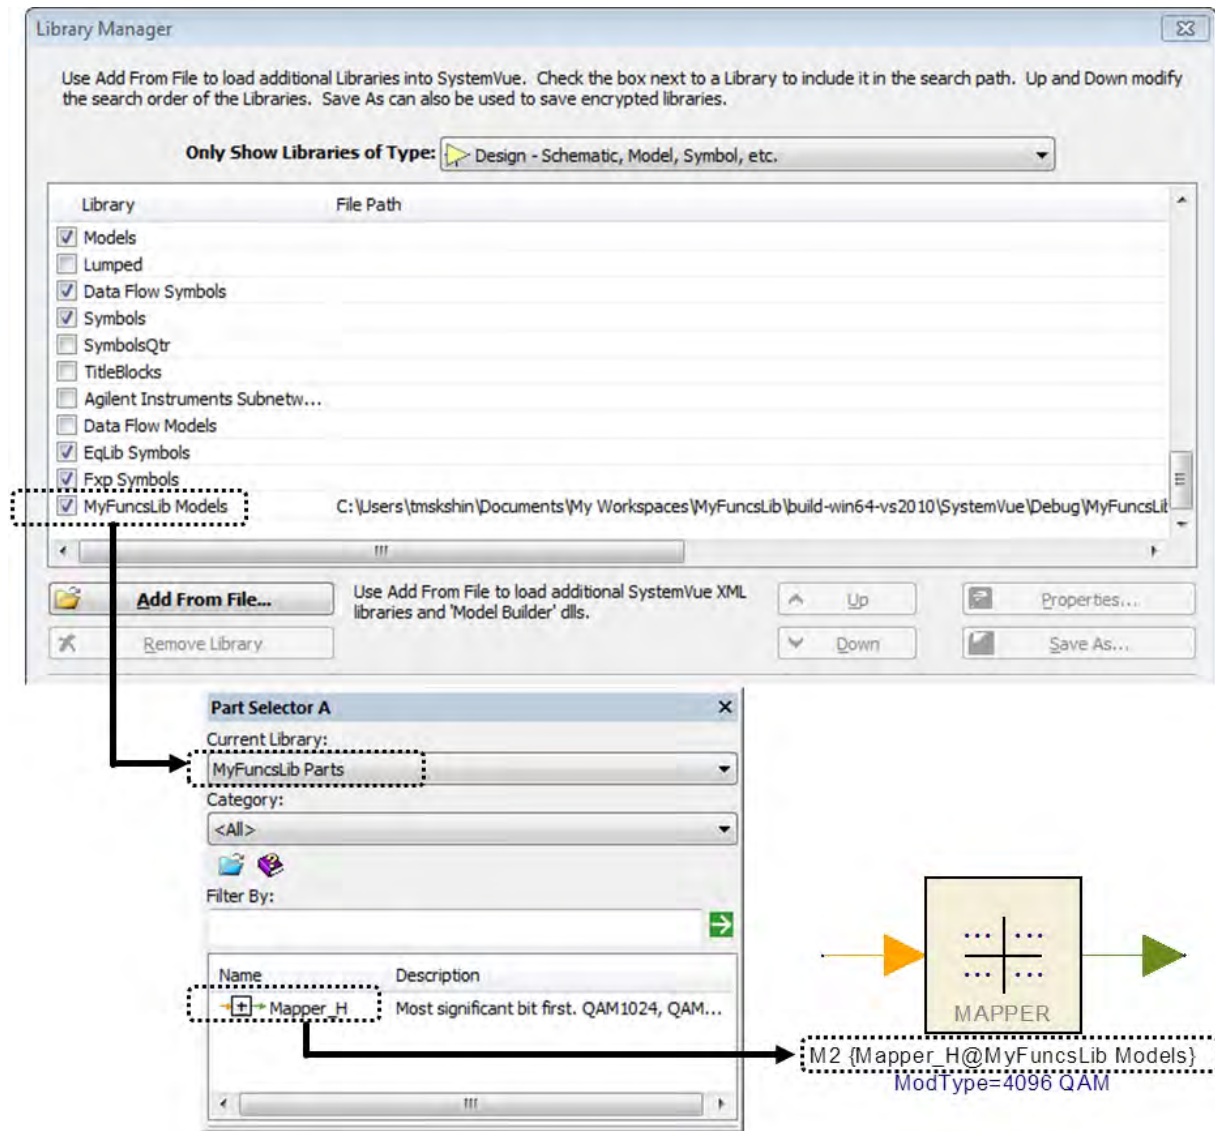 Library Manager
Use Add From File to load additional Libraries into SystemVue.  Check the box next to a Library to include it in the search path.  Up and Down modify
the search order of the Libraries.  Save As can also be used to save encrypted libraries.
Only Show Libraries of Type: Design - Schematic, Model, Symbol, etc.
Library File Path
Models
Lumped
Data Flow Symbols
Symbols
SymbolsQtr
TitleBlocks
Agilent Instruments Subnetw...
Data Flow Models
EqLib Symbols
Fxp Symbols
MyFuncsLib Models C:\Users\tmskshin\Documents\My Workspaces\MyFuncsLib\build-win64-vs2010\SystemVue\Debug\MyFuncsLib
Add From File... Use Add From File to load additional SystemVue XML Up Properties...
libraries and 'Model Builder' dlls.
Remove Library Down Save As...
Part Selector A
Current Library:
MyFuncsLib Parts
Category:
<All>
Filter By:
Name Description
Mapper_H Most significant bit first. QAM1024, QAM...
MAPPER
M2 {Mapper_H@MyFuncsLib Models}
ModType=4096 QAM